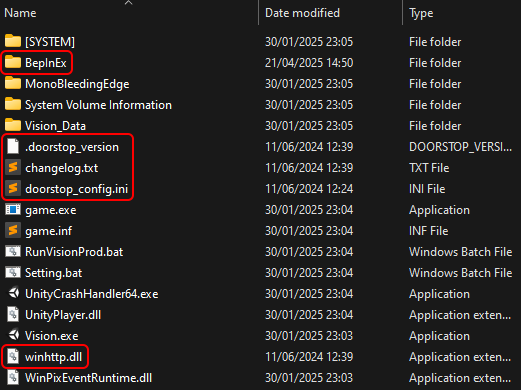 Name Date modified Type
[SYSTEM] 30/01/2025 23:05 File folder
BepInEx 21/04/2025 14:50 File folder
MonoBleedingEdge 30/01/2025 23:05 File folder
System Volume Information 30/01/2025 23:05 File folder
Vision_Data 30/01/2025 23:05 File folder
.doorstop_version 11/06/2024 12:39 DOORSTOP_VERSI...
changelog.txt 11/06/2024 12:39 TXT File
doorstop_config.ini 11/06/2024 12:24 INI File
game.exe 30/01/2025 23:04 Application
game.inf 30/01/2025 23:04 INF File
RunVisionProd.bat 30/01/2025 23:04 Windows Batch File
Setting.bat 30/01/2025 23:04 Windows Batch File
UnityCrashHandler64.exe 30/01/2025 23:04 Application
UnityPlayer.dll 30/01/2025 23:04 Application exten...
Vision.exe 30/01/2025 23:03 Application
winhttp.dll 11/06/2024 12:39 Application exten...
WinPixEventRuntime.dll 30/01/2025 23:04 Application exten...